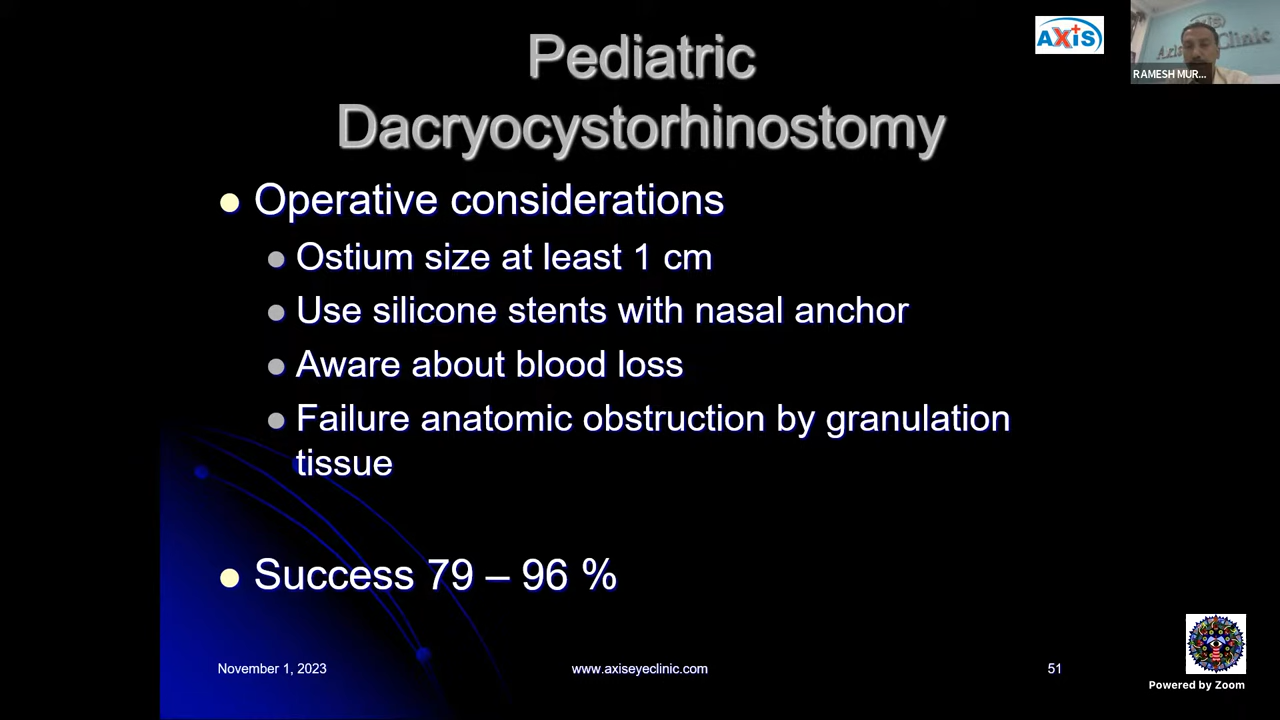 Pediatric
Dacryocystorhinostomy
AXiS
RAMESH MUR...
Operative considerations
Ostium size at least 1 cm
Use silicone stents with nasal anchor
Aware about blood loss
Failure anatomic obstruction by granulation
tissue
Success 79 – 96 %
November 1, 2023
www.axiseyeclinic.com
51
Powered by Zoom